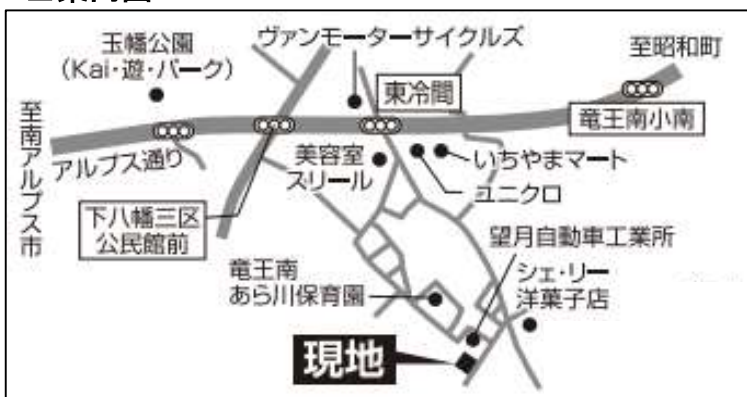 玉幡公園
(Kai・遊・パーク)
ヴァンモーターサイクルズ
至昭和町
東冷間
竜王南小南
至南アルプス市
アルプス通り
美容室
スリール
いちやまマート
ユニクロ
下八幡三区
公民館前
望月自動車工業所
竜王南
あら川保育園
シェ・リー
洋菓子店
現地